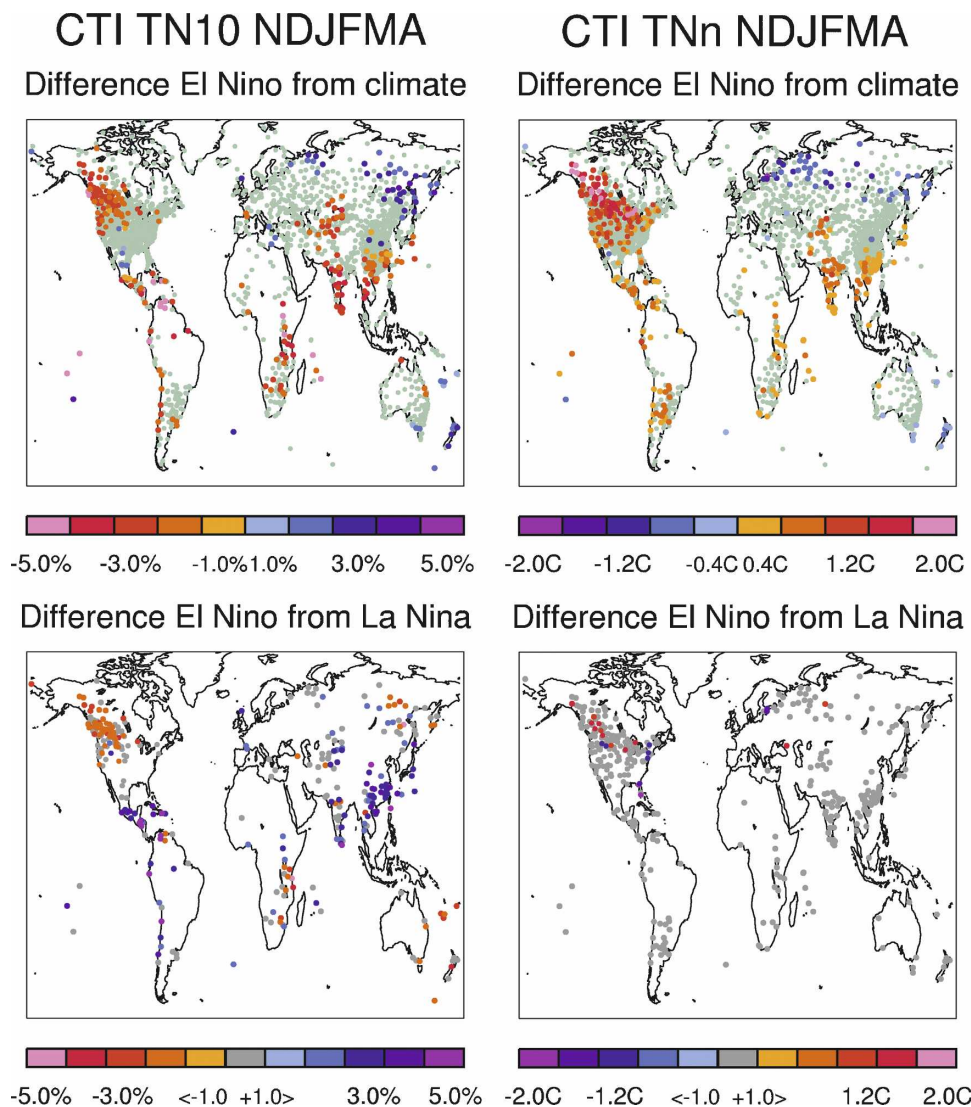 CTI TN10 NDJFMA
Difference El Nino from climate
-5.0% -3.0% -1.0% 1.0% 3.0% 5.0%
CTI TNn NDJFMA
Difference El Nino from climate
-2.0C -1.2C -0.4C 0.4C 1.2C 2.0C
Difference El Nino from La Nina
-5.0% -3.0% <-1.0 +1.0> 3.0% 5.0%
Difference El Nino from La Nina
-2.0C -1.2C <-1.0 +1.0> 1.2C 2.0C